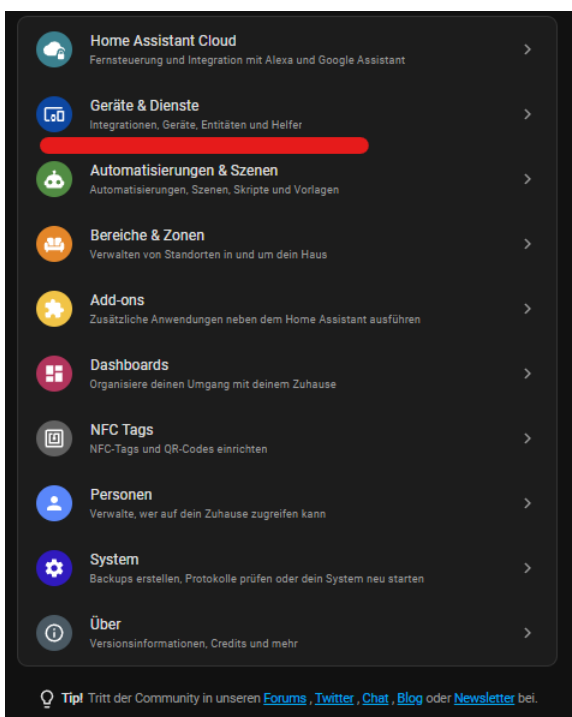 Home Assistant Cloud
Fernsteuerung und Integration mit Alexa und Google Assistant
Geräte & Dienste
Integrationen, Geräte, Entitäten und Helfer
Automatisierungen & Szenen
Automatisierungen, Szenen, Skripte und Vorlagen
Bereiche & Zonen
Verwalten von Standorten in und um dein Haus
Add-ons
Zusätzliche Anwendungen neben dem Home Assistant ausführen
Dashboards
Organisiere deinen Umgang mit deinem Zuhause
NFC Tags
NFC-Tags und QR-Codes einrichten
Personen
Verwalte, wer auf dein Zuhause zugreifen kann
System
Backups erstellen, Protokolle prüfen oder dein System neu starten
Über
Versionsinformationen, Credits und mehr
Tip! Tritt der Community in unseren Forums , Twitter , Chat , Blog oder Newsletter bei.